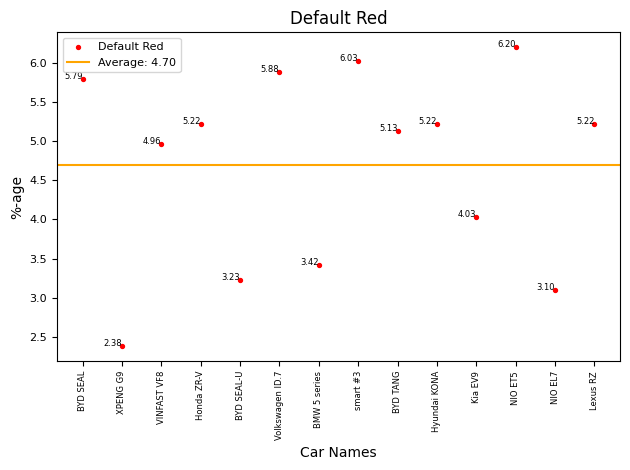 Default Red
Default Red
Average: 4.70
%-age
6.0
5.5
5.0
4.5
4.0
3.5
3.0
2.5
5.79
2.38
4.96
5.22
3.23
5.88
3.42
6.03
5.13
5.22
4.03
6.20
3.10
5.22
BYD SEAL
XPENG G9
VINFAST VF8
Honda ZR-V
BYD SEAL-U
Volkswagen ID.7
BMW 5 series
smart #3
BYD TANG
Hyundai KONA
Kia EV9
NIO ET5
NIO EL7
Lexus RZ
Car Names